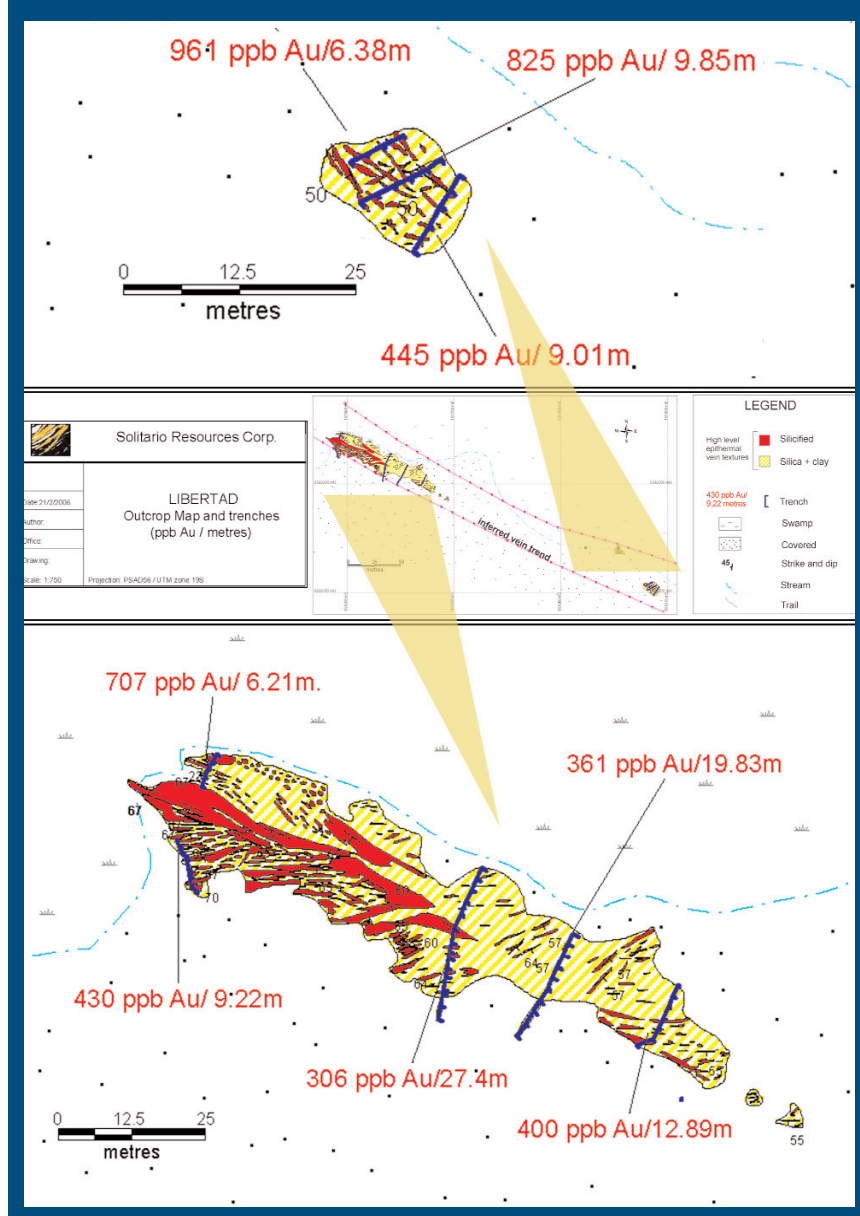 961 ppb Au/6.38m
825 ppb Au/ 9.85m
50
50
0 12.5 25
metres
445 ppb Au/ 9.01m.
Solitario Resources Corp.
Date:21/2/2006
Author:
Office:
Drawing:
Scale: 1:750
LIBERTAD
Outcrop Map and trenches
(ppb Au / metres)
Projection: PSAD56 / UTM zone 19S
inferred vein trend
metres
LEGEND
High level
epithermal
vein textures
Silicified
Silica + clay
430 ppb Au/
9,22 metres
Trench
Swamp
Covered
45
Strike and dip
Stream
Trail
707 ppb Au/ 6.21m.
361 ppb Au/19.83m
67
70
60
64
57
57
57
57
55
430 ppb Au/ 9.22m
306 ppb Au/27.4m
400 ppb Au/12.89m
55
0 12.5 25
metres